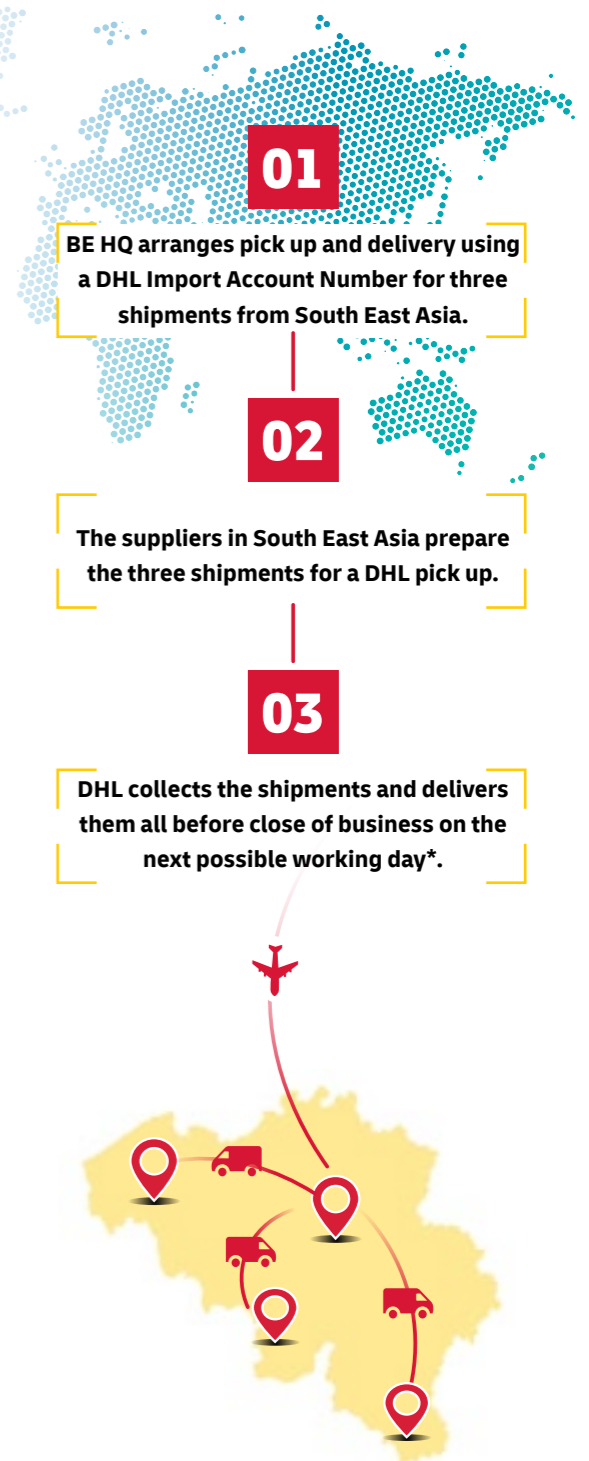 01
BE HQ arranges pick up and delivery using
a DHL Import Account Number for three
shipments from South East Asia.
02
The suppliers in South East Asia prepare
the three shipments for a DHL pick up.
03
DHL collects the shipments and delivers
them all before close of business on the
next possible working day*.